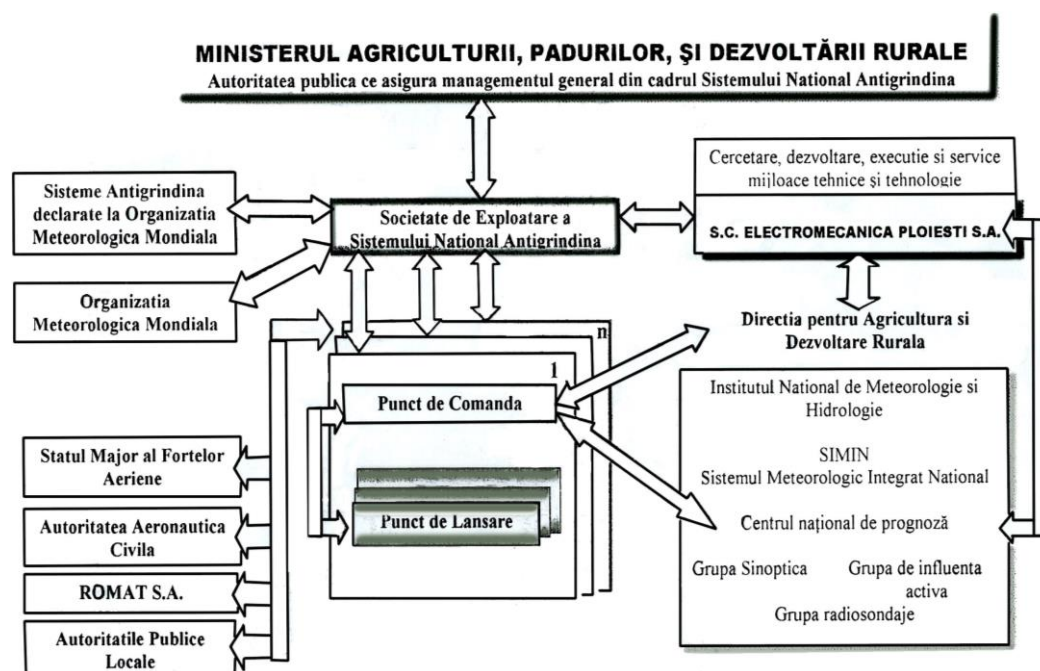 MINISTERUL AGRICULTURII, PADURILOR, ŞI DEZVOLTĂRII RURALE
Autoritatea publica ce asigura managementul general din cadrul Sistemului National Antigrindina
Sisteme Antigrindina
declarate la Organizatia
Meteorologica Mondiala
Societate de Exploatare a
Sistemului National Antigrindina
Cercetare, dezvoltare, executie si service
mijloace tehnice şi tehnologie
S.C. ELECTROMECANICA PLOIESTI S.A.
Organizatia
Meteorologica Mondiala
Directia pentru Agricultura si
Dezvoltare Rurala
n
1
Punct de Comanda
Punct de Lansare
Statul Major al Fortelor
Aeriene
Autoritatea Aeronautica
Civila
ROMAT S.A.
Autoritatile Publice
Locale
Institutul National de Meteorologie si
Hidrologie
SIMIN
Sistemul Meteorologic Integrat National
Centrul naţional de prognoză
Grupa Sinoptica
Grupa de influenta
activa
Grupa radiosondaje